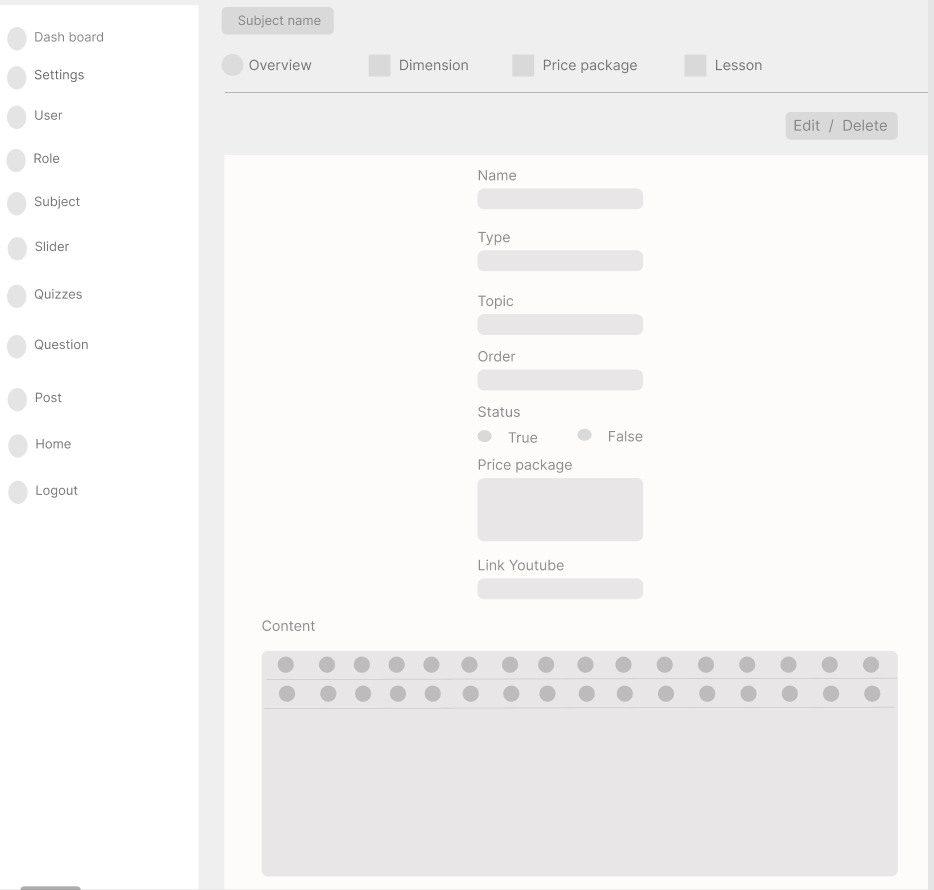 Dash board
Settings
User
Role
Subject
Slider
Quizzes
Question
Post
Home
Logout
Subject name
Overview Dimension Price package Lesson
Edit / Delete
Name
Type
Topic
Order
Status
True False
Price package
Link Youtube
Content